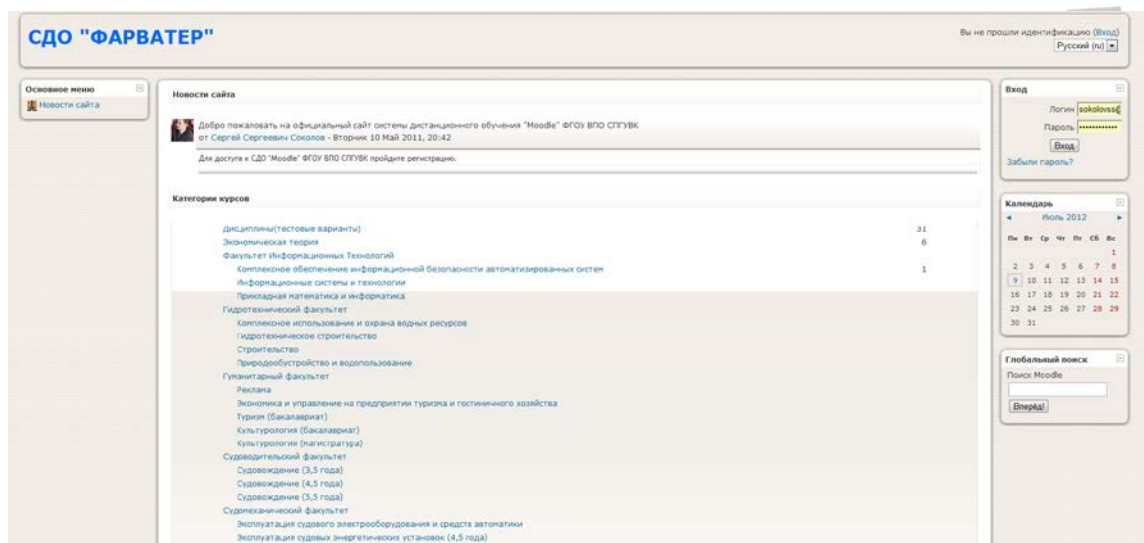 СДО "ФАРВАТЕР"
Вы не прошли идентификацию (Вход)
Русский (ru)
Основное меню
Новости сайта
Новости сайта
Добро пожаловать на официальный сайт системы дистанционного обучения "Moodle" ФГОУ ВПО СПГУВК
от Сергей Сергеевич Соколов - Вторник 10 Май 2011, 20:42
Для доступа к СДО "Moodle" ФГОУ ВПО СПГУВК пройдите регистрацию.
Категории курсов
Дисциплины(тестовые варианты) 31
Экономическая теория 6
Факультет Информационных Технологий
Комплексное обеспечение информационной безопасности автоматизированных систем 1
Информационные системы и технологии
Прикладная математика и информатика
Гидротехнический факультет
Комплексное использование и охрана водных ресурсов
Гидротехническое строительство
Строительство
Природообустройство и водопользование
Гуманитарный факультет
Реклама
Экономика и управление на предприятии туризма и гостиничного хозяйства
Туризм (бакалавриат)
Культурология (бакалавриат)
Культурология (магистратура)
Судоводительский факультет
Судовождение (3,5 года)
Судовождение (4,5 года)
Судовождение (5,5 года)
Судомеханический факультет
Эксплуатация судового электрооборудования и средств автоматики
Эксплуатация судовых энергетических установок (4,5 года)
Вход
Логин sokolovss@
Пароль
Вход
Забыли пароль?
Календарь
Июль 2012
Пн Вт Ср Чт Пт Сб Вс
1
2 3 4 5 6 7 8
9 10 11 12 13 14 15
16 17 18 19 20 21 22
23 24 25 26 27 28 29
30 31
Глобальный поиск
Поиск Moodle
Вперёд!